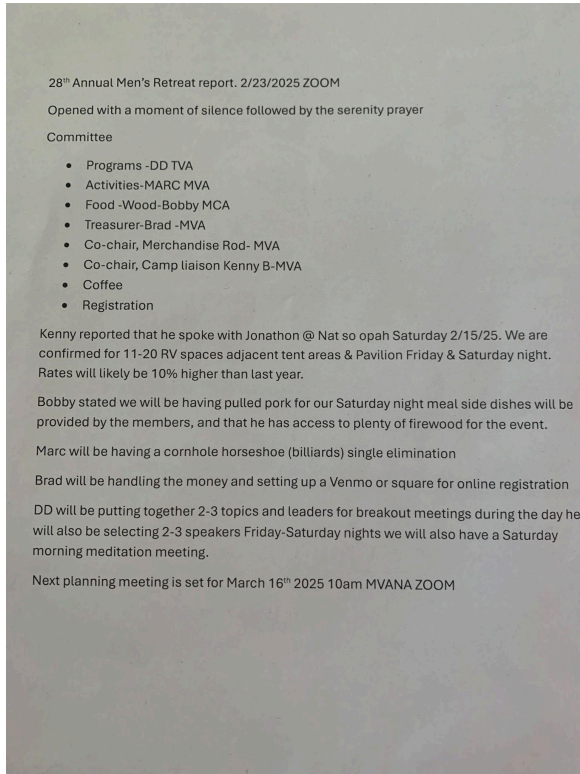 28th Annual Men's Retreat report. 2/23/2025 ZOOM
Opened with a moment of silence followed by the serenity prayer
Committee
• Programs -DD TVA
• Activities-MARC MVA
• Food -Wood-Bobby MCA
• Treasurer-Brad -MVA
• Co-chair, Merchandise Rod- MVA
• Co-chair, Camp liaison Kenny B-MVA
• Coffee
• Registration
Kenny reported that he spoke with Jonathon @ Nat so opah Saturday 2/15/25. We are
confirmed for 11-20 RV spaces adjacent tent areas & Pavilion Friday & Saturday night.
Rates will likely be 10% higher than last year.
Bobby stated we will be having pulled pork for our Saturday night meal side dishes will be
provided by the members, and that he has access to plenty of firewood for the event.
Marc will be having a cornhole horseshoe (billiards) single elimination
Brad will be handling the money and setting up a Venmo or square for online registration
DD will be putting together 2-3 topics and leaders for breakout meetings during the day he
will also be selecting 2-3 speakers Friday-Saturday nights we will also have a Saturday
morning meditation meeting.
Next planning meeting is set for March 16th 2025 10am MVANA ZOOM